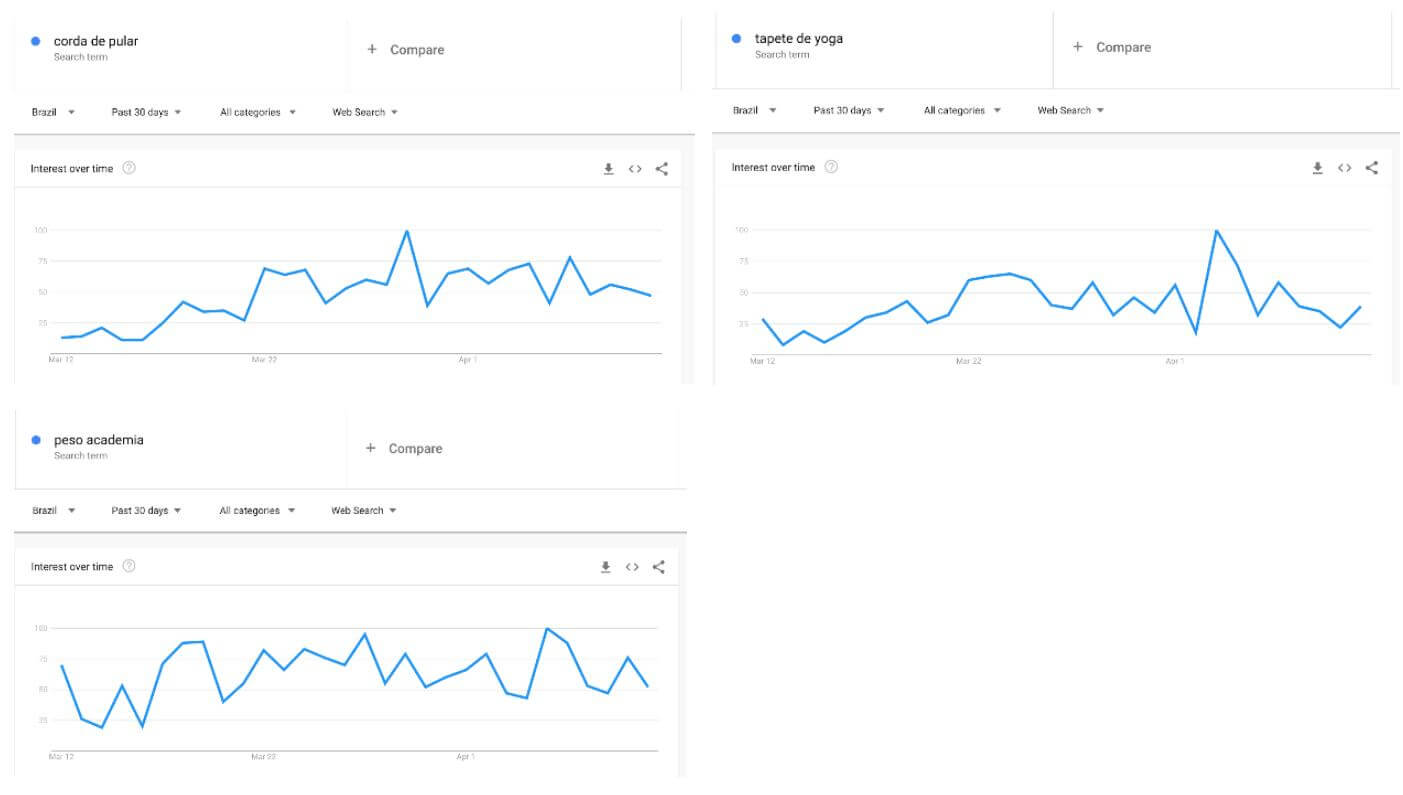 corda de pular
Search term
+ Compare
Brazil Past 30 days All categories Web Search
Interest over time
100
75
50
25
Mar 12 Mar 22 Apr 1
tapete de yoga
Search term
+ Compare
Brazil Past 30 days All categories Web Search
Interest over time
100
75
50
25
Mar 12 Mar 22 Apr 1
peso academia
Search term
+ Compare
Brazil Past 30 days All categories Web Search
Interest over time
100
75
50
25
Mar 12 Mar 22 Apr 1